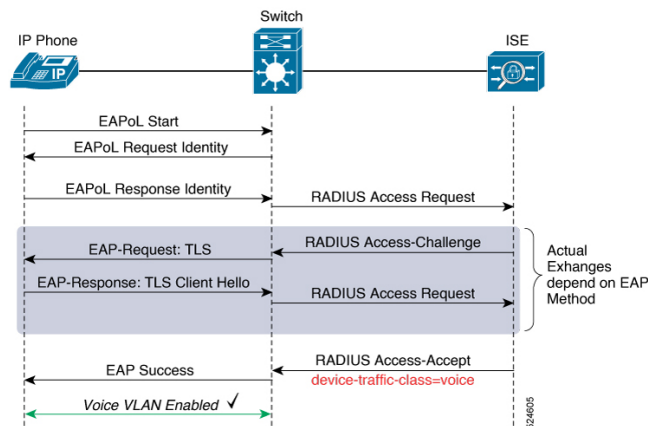 Switch
IP Phone
ISE
IP
EAPoL Start
EAPoL Request Identity
EAPoL Response Identity
RADIUS Access Request
RADIUS Access-Challenge
EAP-Request: TLS
EAP-Response: TLS Client Hello
RADIUS Access Request
Actual
Exhanges
depend on EAP
Method
RADIUS Access-Accept
EAP Success
device-traffic-class=voice
Voice VLAN Enabled ✓
524605